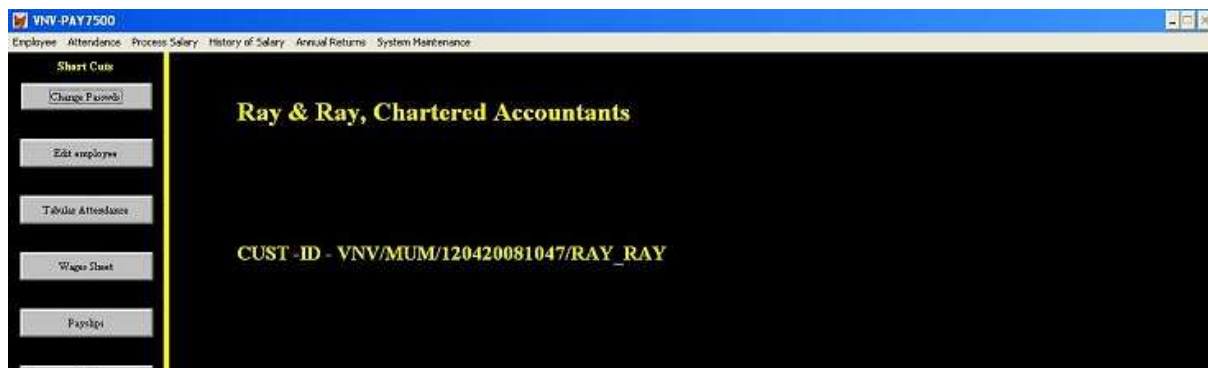 VNV-PAY7500
Employee Attendence Process Salary History of Salary Annual Returns System Maintenance
Short Cuts
Change Passwds
Ray & Ray, Chartered Accountants
Edit employee
Tabular Attendance
CUST -ID - VNV/MUM/120420081047/RAY_RAY
Wages Sheet
Payslips